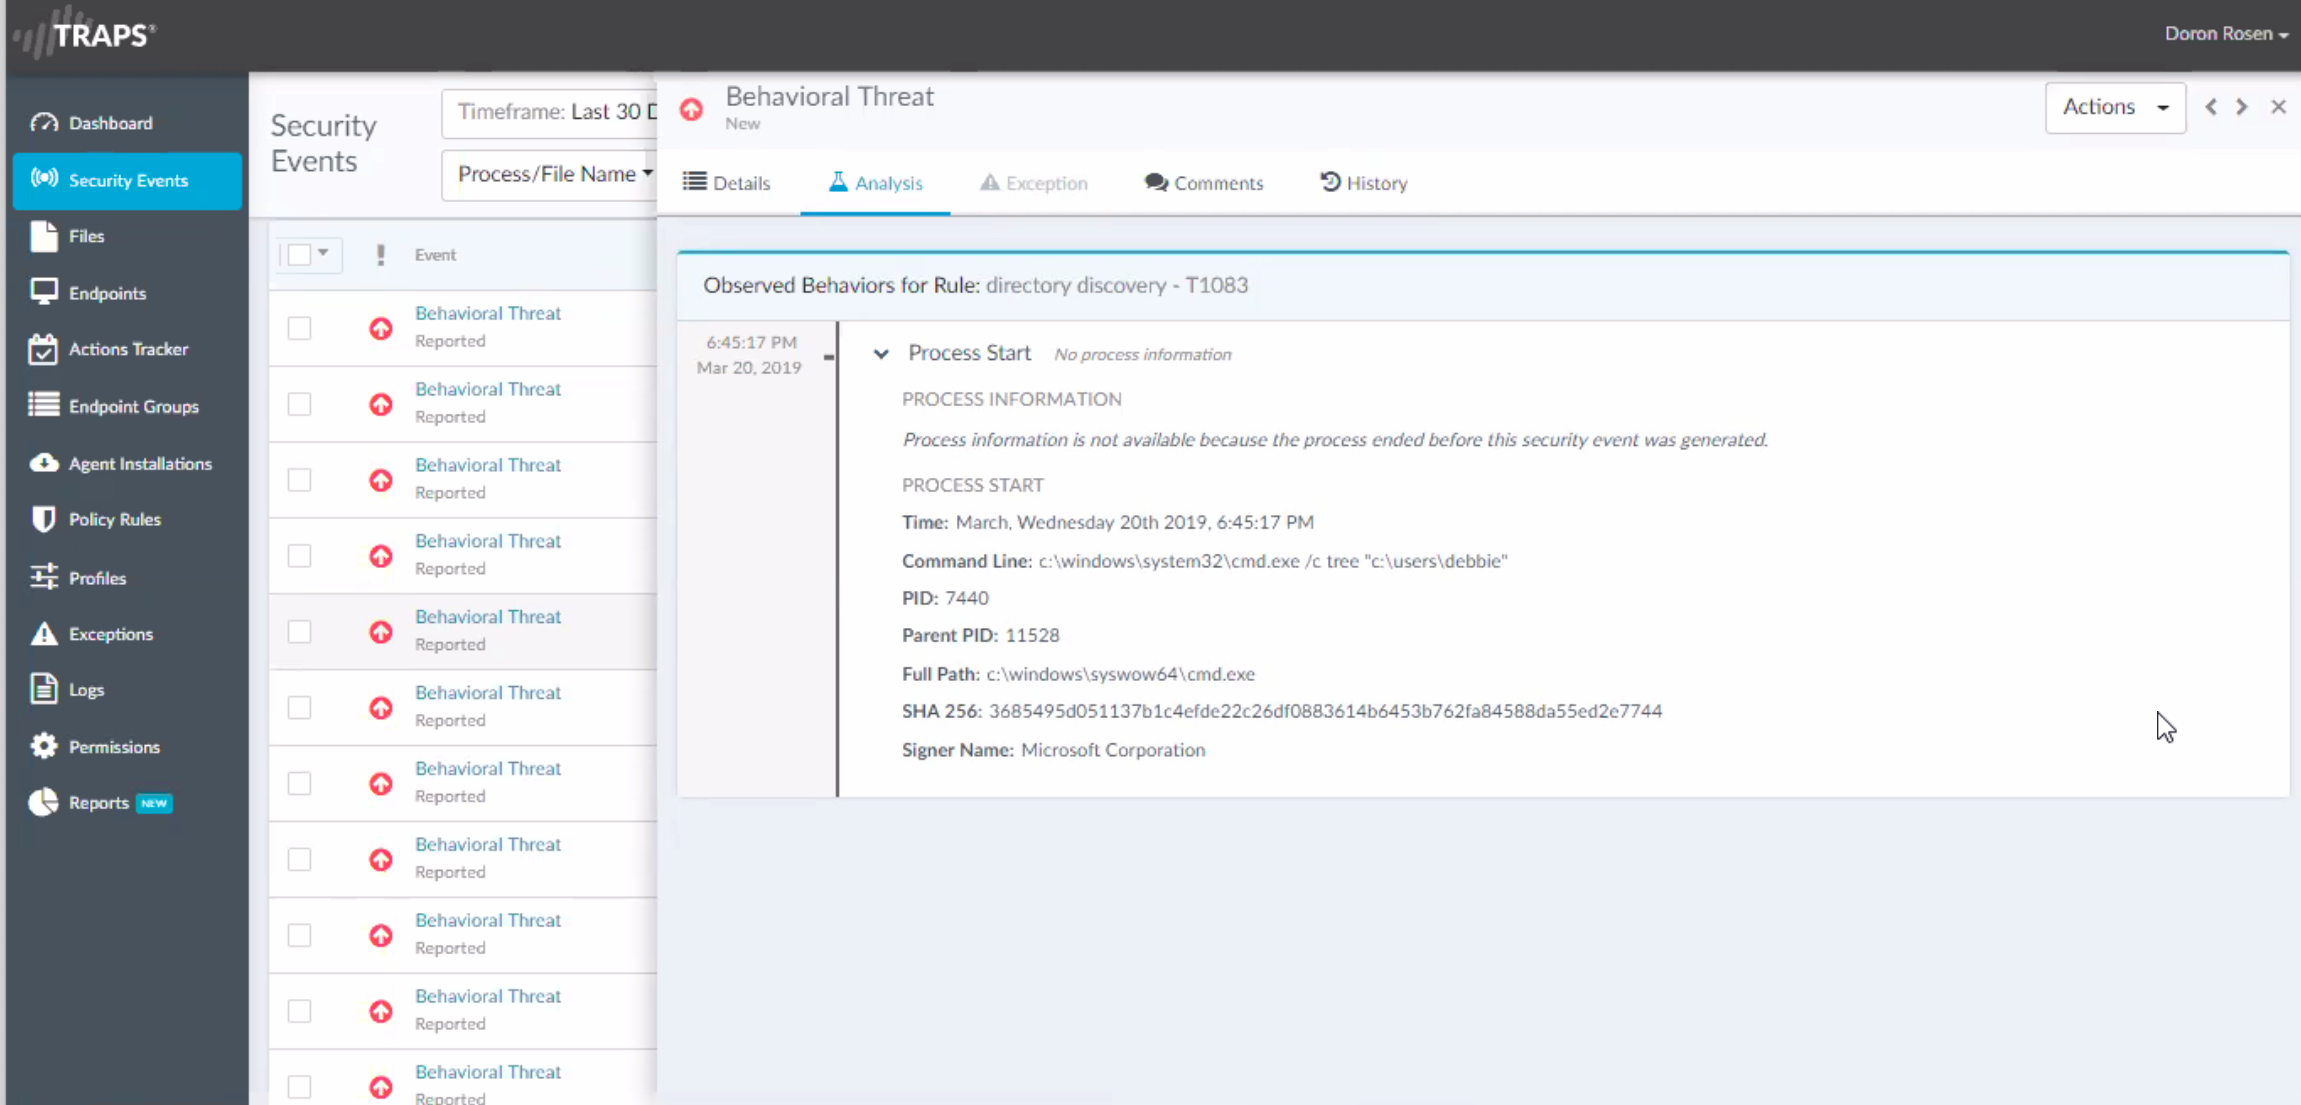 TRAPS®
Doron Rosen
Dashboard
Security Events
Files
Endpoints
Actions Tracker
Endpoint Groups
Agent Installations
Policy Rules
Profiles
Exceptions
Logs
Permissions
Reports NEW
Security
Events
Timeframe: Last 30 D
Process/File Name
! Event
Behavioral Threat
Reported
Behavioral Threat
Reported
Behavioral Threat
Reported
Behavioral Threat
Reported
Behavioral Threat
Reported
Behavioral Threat
Reported
Behavioral Threat
Reported
Behavioral Threat
Reported
Behavioral Threat
Reported
Behavioral Threat
Reported
Behavioral Threat
Reported
Behavioral Threat
New
Actions
Details Analysis Exception Comments History
Observed Behaviors for Rule: directory discovery - T1083
6:45:17 PM
Mar 20, 2019
Process Start No process information
PROCESS INFORMATION
Process information is not available because the process ended before this security event was generated.
PROCESS START
Time: March, Wednesday 20th 2019, 6:45:17 PM
Command Line: c:\windows\system32\cmd.exe /c tree "c:\users\debbie"
PID: 7440
Parent PID: 11528
Full Path: c:\windows\syswow64\cmd.exe
SHA 256: 3685495d051137b1c4efde22c26df0883614b6453b762fa84588da55ed2e7744
Signer Name: Microsoft Corporation